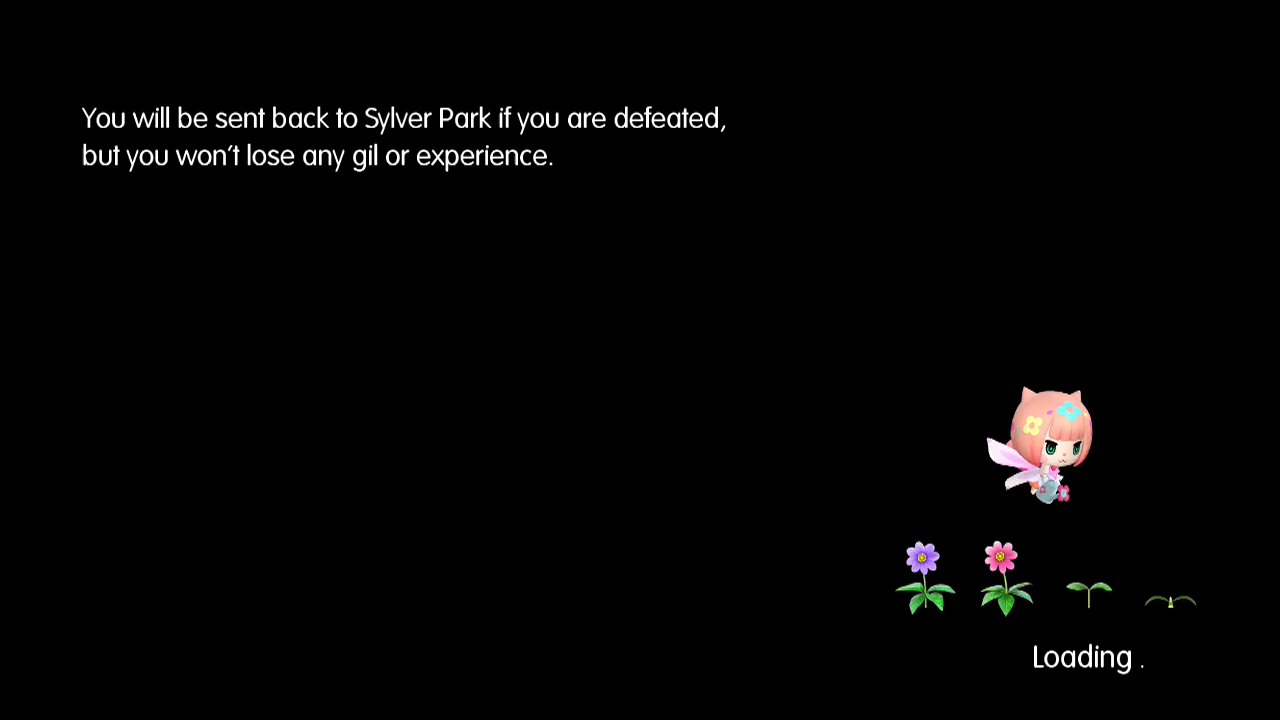 You will be sent back to Sylver Park if you are defeated,
but you won't lose any gil or experience.
Loading .